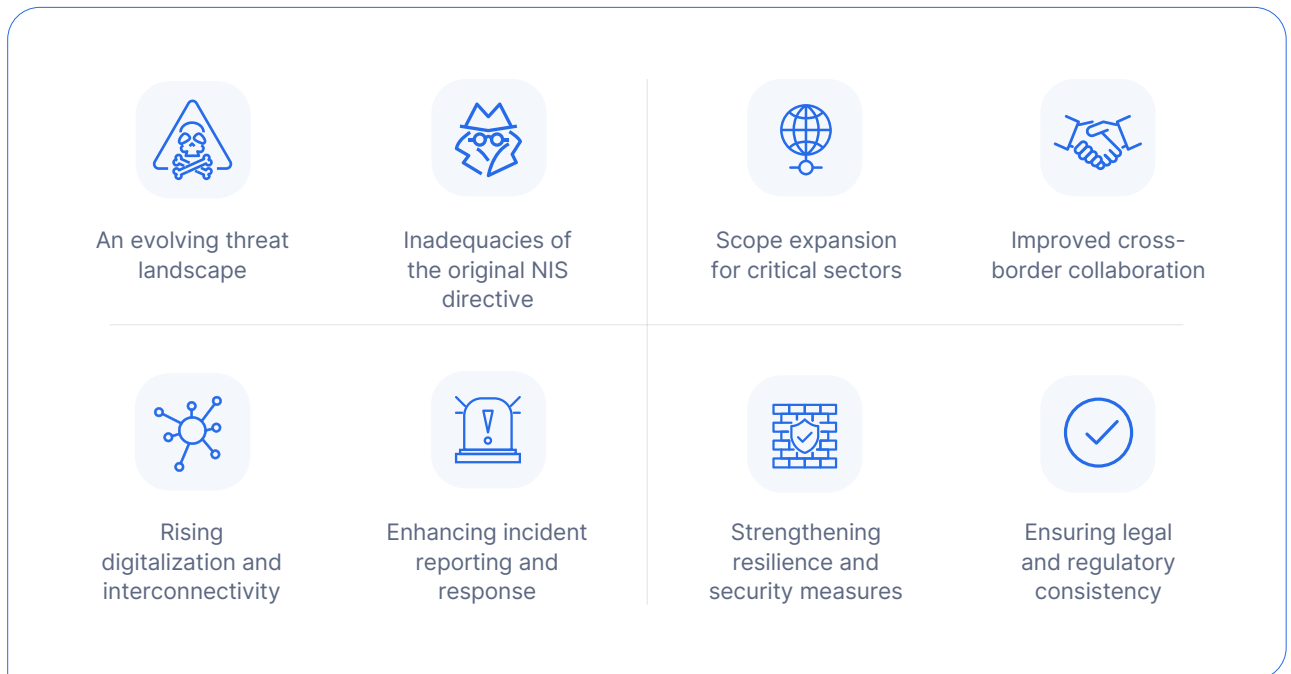 An evolving threat
landscape
Inadequacies of
the original NIS
directive
Scope expansion
for critical sectors
Improved cross-
border collaboration
Rising
digitalization and
interconnectivity
Enhancing incident
reporting and
response
Strengthening
resilience and
security measures
Ensuring legal
and regulatory
consistency